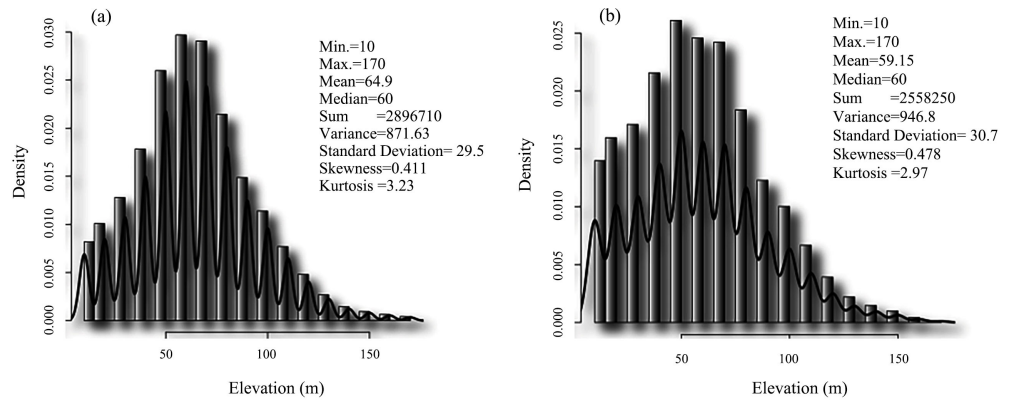 (a)
0.030
0.025
0.020
0.015
0.010
0.005
0.000
Density
Min.=10
Max.=170
Mean=64.9
Median=60
Sum =2896710
Variance=871.63
Standard Deviation= 29.5
Skewness=0.411
Kurtosis =3.23
50
100
150
Elevation (m)
(b)
0.025
0.020
0.015
0.010
0.005
0.000
Density
Min.=10
Max.=170
Mean=59.15
Median=60
Sum =2558250
Variance=946.8
Standard Deviation= 30.7
Skewness=0.478
Kurtosis =2.97
50
100
150
Elevation (m)